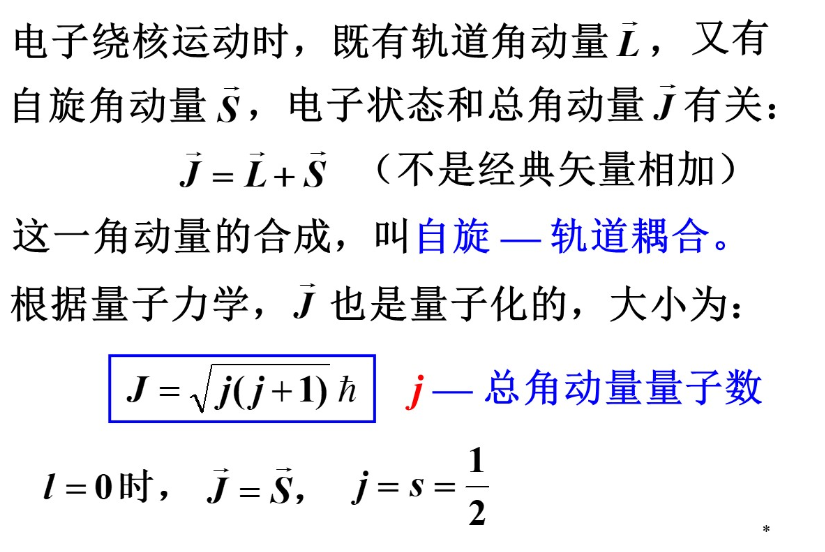 电子绕核运动时，既有轨道角动量 $\vec{L}$ ，又有
自旋角动量 $\vec{S}$ ，电子状态和总角动量 $\vec{J}$ 有关：
$\vec{J} = \vec{L} + \vec{S}$ （不是经典矢量相加）
这一角动量的合成，叫自旋 — 轨道耦合。
根据量子力学， $\vec{J}$ 也是量子化的，大小为：
$J = \sqrt{j(j+1)}\,\hbar$ j — 总角动量量子数
$l = 0$ 时， $\vec{J} = \vec{S}$， $j = s = \frac{1}{2}$
*